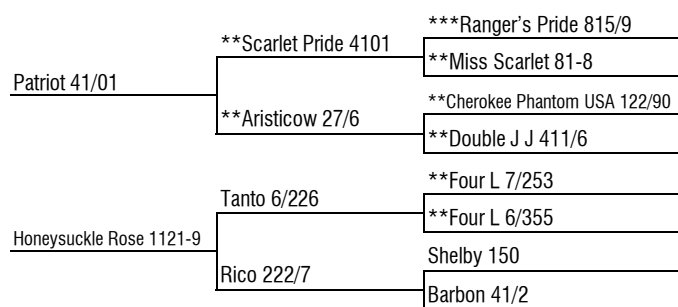 ***Ranger's Pride 815/9
**Scarlet Pride 4101
**Miss Scarlet 81-8
Patriot 41/01
**Cherokee Phantom USA 122/90
**Aristicow 27/6
**Double J J 411/6
**Four L 7/253
Tanto 6/226
**Four L 6/355
Honeysuckle Rose 1121-9
Shelby 150
Rico 222/7
Barbon 41/2